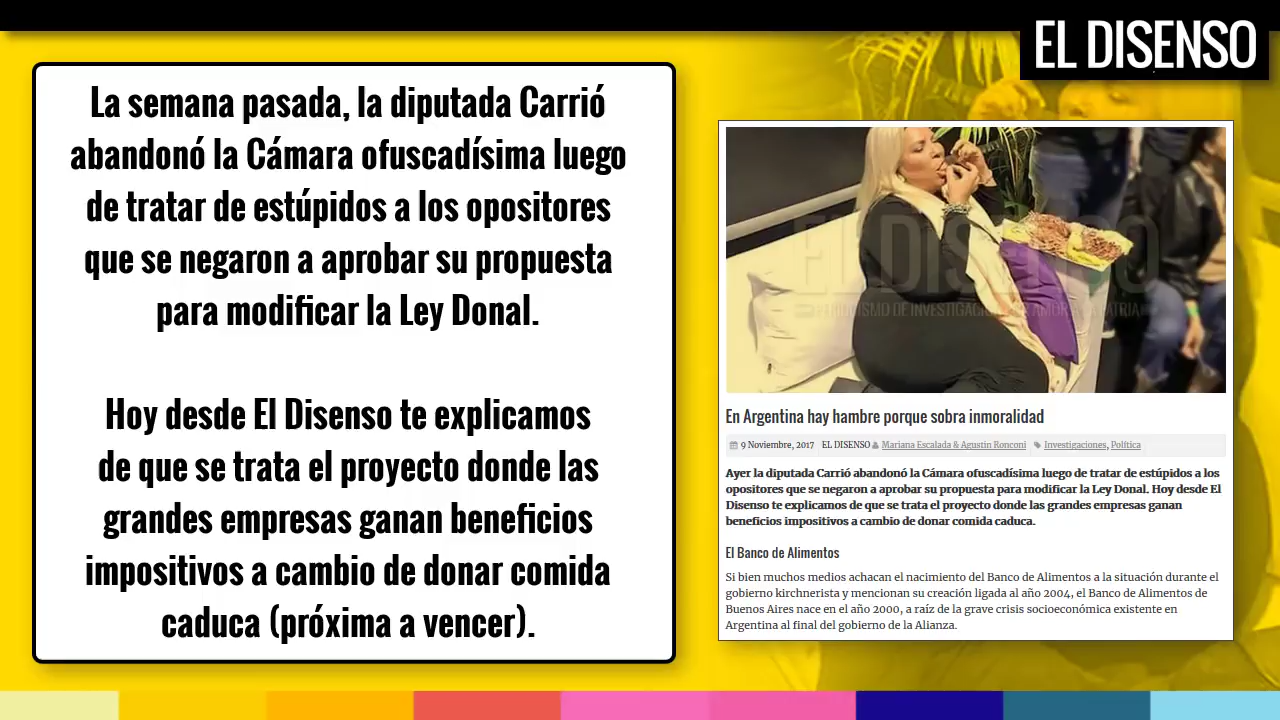 EL DISENSO
La semana pasada, la diputada Carrió
abandonó la Cámara ofuscadísima luego
de tratar de estúpidos a los opositores
que se negaron a aprobar su propuesta
para modificar la Ley Donal.
Hoy desde El Disenso te explicamos
de que se trata el proyecto donde las
grandes empresas ganan beneficios
impositivos a cambio de donar comida
caduca (próxima a vencer).
EL DISENSO
PERIODISMO DE INVESTIGACIÓN
En Argentina hay hambre porque sobra inmoralidad
9 Noviembre, 2017 EL DISENSO Mariana Escalada & Agustin Ronconi Investigaciones, Política
Ayer la diputada Carrió abandonó la Cámara ofuscadísima luego de tratar de estúpidos a los
opositores que se negaron a aprobar su propuesta para modificar la Ley Donal. Hoy desde El
Disenso te explicamos de que se trata el proyecto donde las grandes empresas ganan
beneficios impositivos a cambio de donar comida caduca.
El Banco de Alimentos
Si bien muchos medios achacan el nacimiento del Banco de Alimentos a la situación durante el
gobierno kirchnerista y mencionan su creación ligada al año 2004, el Banco de Alimentos de
Buenos Aires nace en el año 2000, a raíz de la grave crisis socioeconómica existente en
Argentina al final del gobierno de la Alianza.